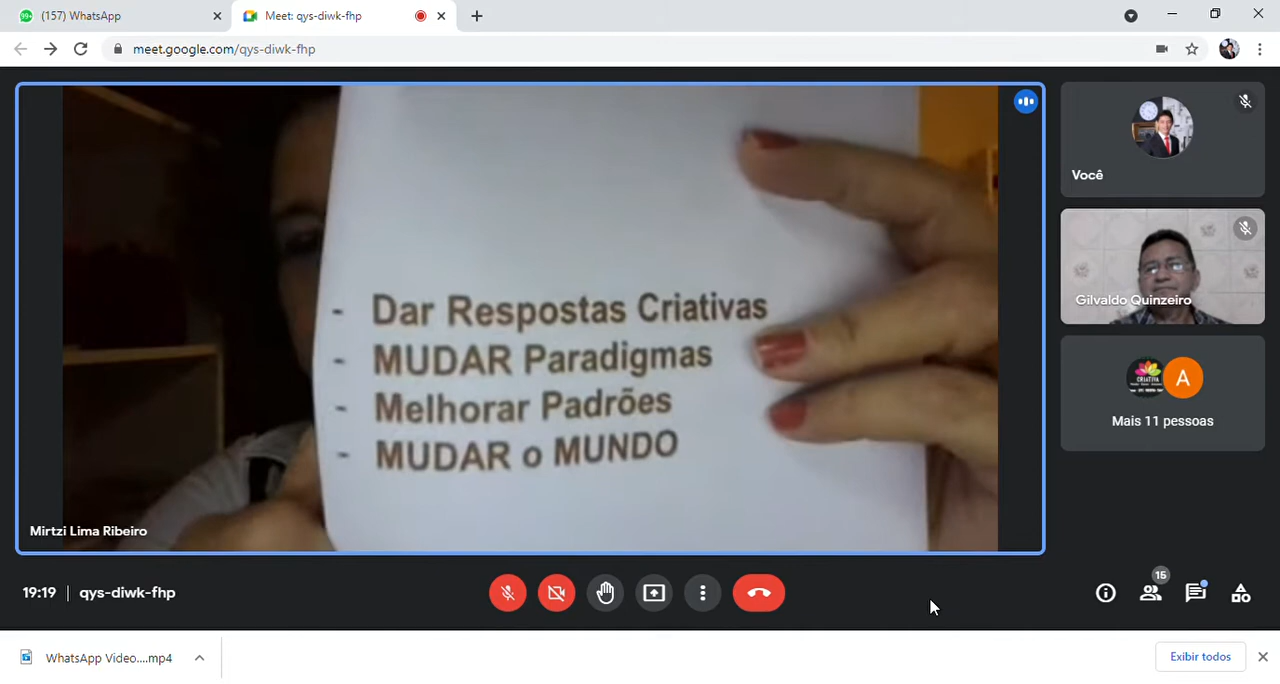 (157) WhatsApp
Meet: qys-diwk-fhp
meet.google.com/qys-diwk-fhp
- Dar Respostas Criativas
- MUDAR Paradigmas
- Melhorar Padrões
- MUDAR o MUNDO
Mirtzi Lima Ribeiro
Você
Gilvaldo Quinzeiro
CRIATIVA
A
Mais 11 pessoas
19:19 | qys-diwk-fhp
15
WhatsApp Video....mp4
Exibir todos